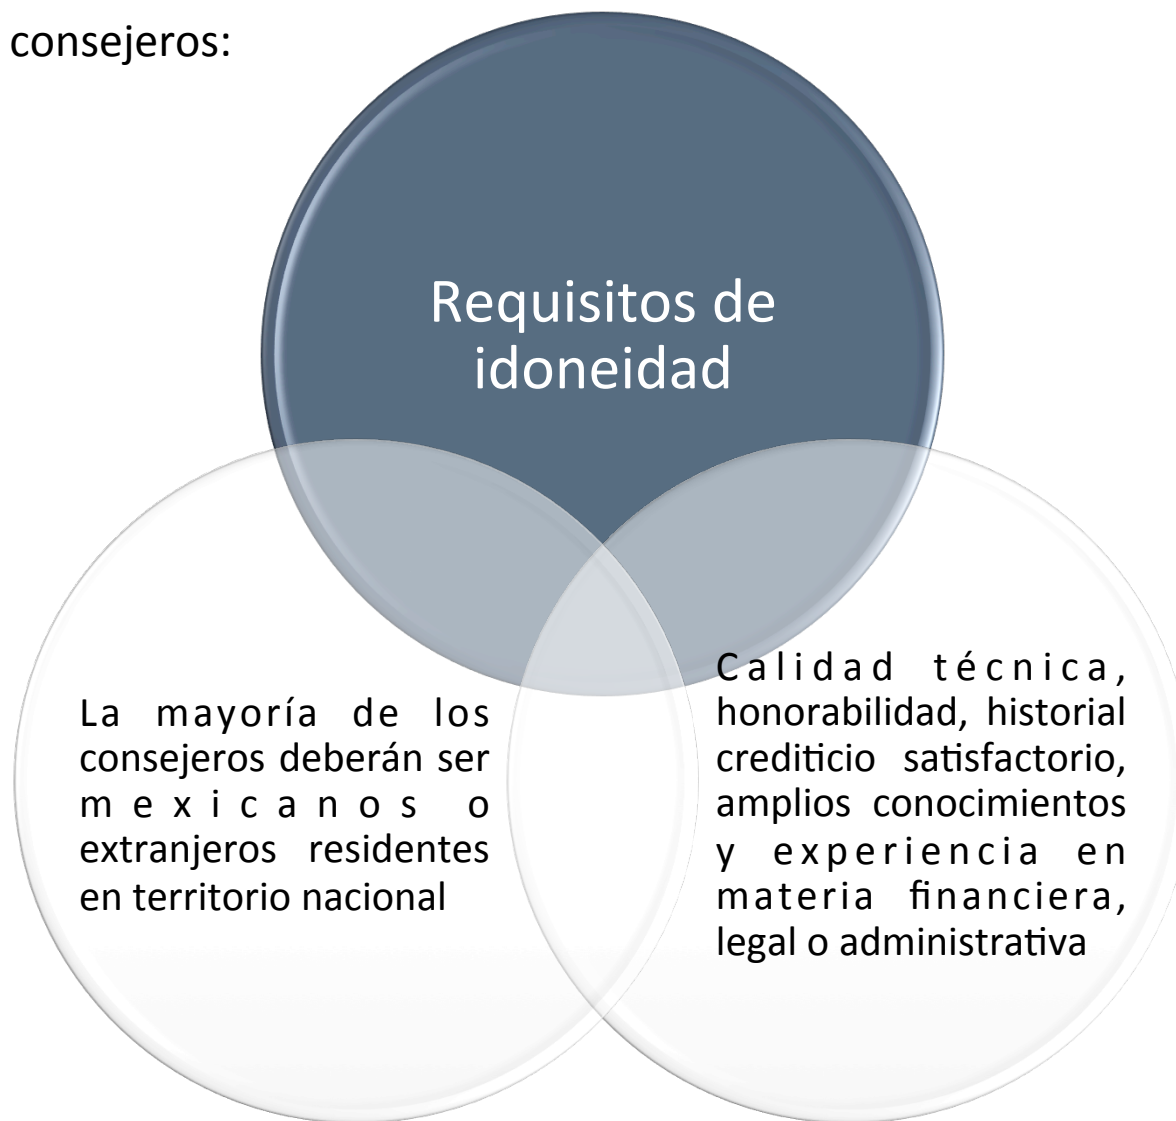 consejeros:
Requisitos de
idoneidad
La mayoría de los
consejeros deberán ser
mexicanos o
extranjeros residentes
en territorio nacional
Calidad técnica,
honorabilidad, historial
crediticio satisfactorio,
amplios conocimientos
y experiencia en
materia financiera,
legal o administrativa